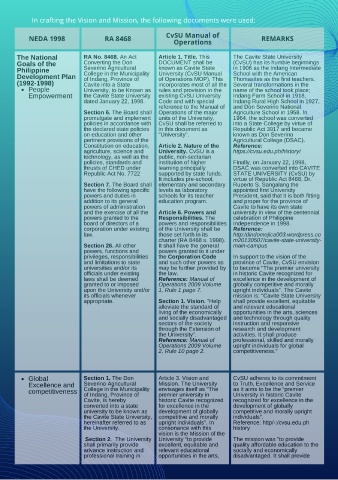 In crafting the Vision and Mission, the following documents were used:
NEDA 1998
RA 8468
CvSU Manual of
Operations
REMARKS
The National
Goals of the
Philippine
Development Plan
(1992-1998)
• People
Empowerment
RA No. 8468. An Act
Converting the Don
Severino Agricultural
College in the Municipality
of Indang, Province of
Cavite into a State
University, to be Known as
the Cavite State University
dated January 22, 1998.
Section 6. The Board shall
promulgate and implement
policies in accordance with
the declared state policies
on education and other
pertinent provisions of the
Constitution on education,
agriculture, science and
technology, as well as the
policies, standards and
thrusts of CHED under
Republic Act No. 7722
Section 7. The Board shall
have the following specific
powers and duties in
addition to its general
powers of administration
and the exercise of all the
powers granted to the
board of directors of a
corporation under existing
law.
Section 26. All other
powers, functions and
privileges, responsibilities
and limitations to state
universities and/or its
officials under existing
laws shall be deemed
granted to or imposed
upon the University and/or
its officials whenever
appropriate.
Article 1. Title. This
DOCUMENT shall be
known as Cavite State
University (CvSU Manual
of Operations MOP). This
incorporates most of all the
rules and provision in the
existing CvSU University
Code and with special
reference to the Manual of
Operations of the major
units of the University.
CvSU shall be referred to
in this document as
"University".
Article 2. Nature of the
University. CvSU is a
public, non-sectarian
institution of higher
learning principally
supported by state funds.
It includes pre-school,
elementary and secondary
levels as laboratory
schools for its teacher
education program.
Article 6. Powers and
Responsibilities. The
powers and responsibilities
of the University shall be
those set forth in its
charter (RA 8468 s. 1998).
It shall have the general
powers granted to it under
the Corporation Code
and such other powers as
may be further provided by
the law.
Reference: Manual of
Operations 2009 Volume
1, Rule 1 page 7.
Section 1. Vision. "Help
alleviate the standard of
living of the economically
and socially disadvantaged
sectors of the society
through the Extension of
the University".
Reference: Manual of
Operations 2009 Volume
2, Rule 10 page 2.
The Cavite State University
(CvSU) has its humble beginnings
in 1906 as the Indang Intermediate
School with the American
Thomasites as the first teachers.
Several transformations in the
name of the school took place;
Indang Farm School in 1918,
Indang Rural High School in 1927,
and Don Severino National
Agriculture School in 1958. In
1964, the school was converted
into a State College by virtue of
Republic Act 3917 and became
known as Don Severino
Agricultural College (DSAC).
Reference:
https://cvsu.edu.ph/history/
Finally, on January 22, 1998,
DSAC was converted into CAVITE
STATE UNIVERSITY (CvSU) by
virtue of Republic Act 8468. Dr.
Ruperto S. Sangalang the
appointed first University
President, said that it is both fitting
and proper for the province of
Cavite to have its own state
university in view of the centennial
celebration of Philippine
Independence in 1998.
Reference:
main-campus
In support to the vision of the
province of Cavite, CvSU envision
to become "The premier university
in historic Cavite recognized for
excellence in the development of
globally competitive and morally
upright individuals". The Cavite
mission is: "Cavite State University
shall provide excellent, equitable
and relevant educational
opportunities in the arts, sciences
and technology through quality
instruction and responsive
research and development
activities. It shall produce
professional, skilled and morally
upright individuals for global
competitiveness."
• Global
Excellence and
competitiveness
Section 1. The Don
Severino Agricultural
College in the Municipality
of Indang, Province of
Cavite, is hereby
converted into a state
university to be known as
the Cavite State University,
hereinafter referred to as
the University.
Section 2. The University
shall primarily provide
advance instruction and
professional training in
Article 3. Vision and
Mission. The University
envisages itself as "The
premier university in
historic Cavite recognized
for excellence in the
development of globally
competitive and morally
upright individuals". In
consonance with this
vision is the Mission of the
University "to provide
excellent, equitable and
relevant educational
opportunities in the arts,
CvSU adheres to its commitment
to Truth, Excellence and Service
as it aims to be the "premier
University in historic Cavite
recognized for excellence in the
development of globally
competitive and morally upright
individuals".
Reference: http://cvsu.edu.ph
history
The mission was "to provide
quality affordable education to the
socially and economically
disadvantaged. It shall provide